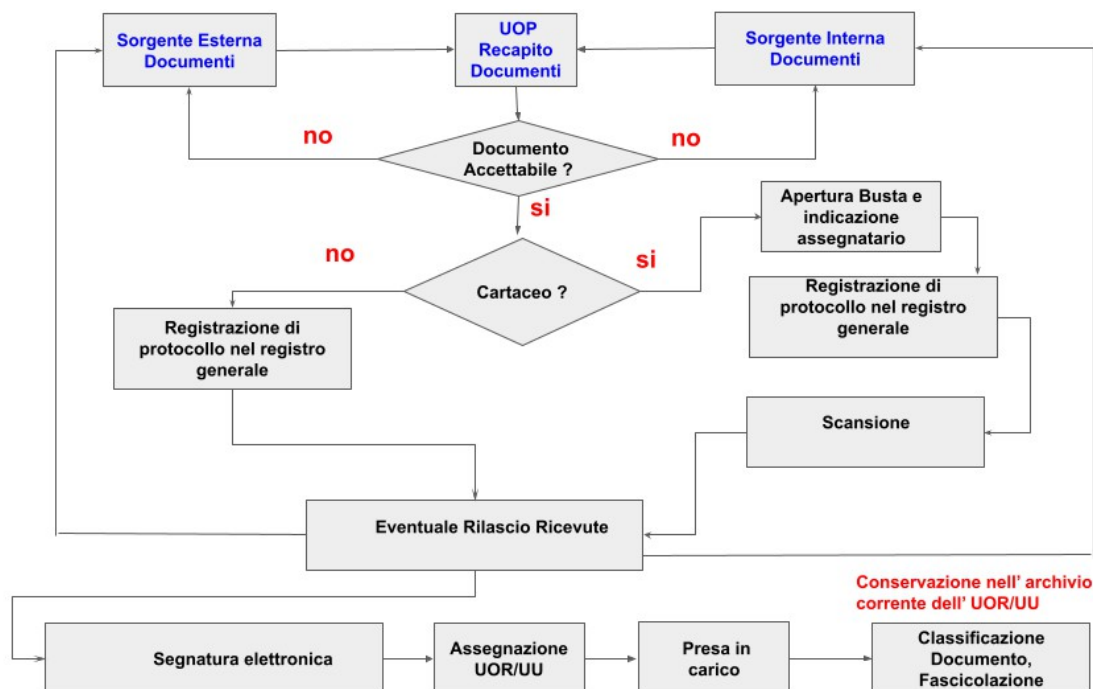 Sorgente Esterna
Documenti
UOP
Recapito
Documenti
Sorgente Interna
Documenti
no
no
Documento
Accettabile ?
si
Apertura Busta e
indicazione
assegnatario
no
si
Cartaceo ?
Registrazione di
protocollo nel registro
generale
Registrazione di
protocollo nel registro
generale
Scansione
Eventuale Rilascio Ricevute
Conservazione nell' archivio
corrente dell' UOR/UU
Segnatura elettronica
Assegnazione
UOR/UU
Presa in
carico
Classificazione
Documento,
Fascicolazione